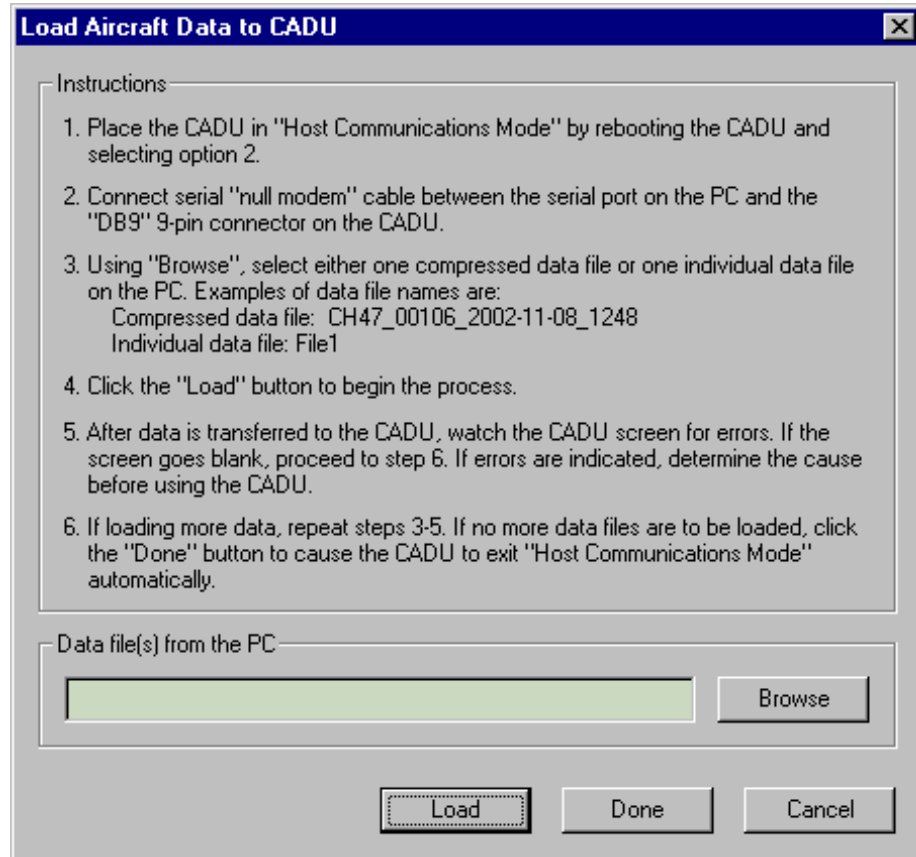 Load Aircraft Data to CADU
Instructions
1. Place the CADU in "Host Communications Mode" by rebooting the CADU and
selecting option 2.
2. Connect serial "null modem" cable between the serial port on the PC and the
"DB9" 9-pin connector on the CADU.
3. Using "Browse", select either one compressed data file or one individual data file
on the PC. Examples of data file names are:
Compressed data file:  CH47_00106_2002-11-08_1248
Individual data file: File1
4. Click the "Load" button to begin the process.
5. After data is transferred to the CADU, watch the CADU screen for errors. If the
screen goes blank, proceed to step 6. If errors are indicated, determine the cause
before using the CADU.
6. If loading more data, repeat steps 3-5. If no more data files are to be loaded, click
the "Done" button to cause the CADU to exit "Host Communications Mode"
automatically.
Data file(s) from the PC
Browse
Load
Done
Cancel